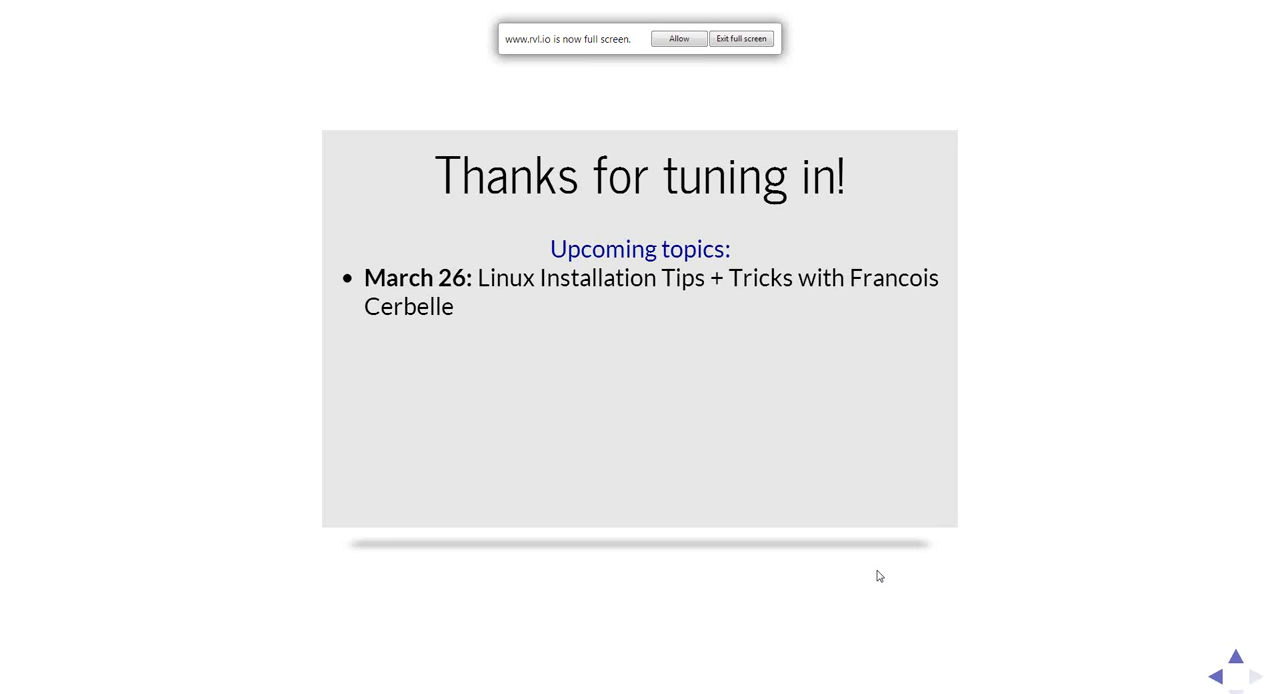 www.rvl.io is now full screen. Allow Exit full screen
Thanks for tuning in!
Upcoming topics:
• March 26: Linux Installation Tips + Tricks with Francois
Cerbelle